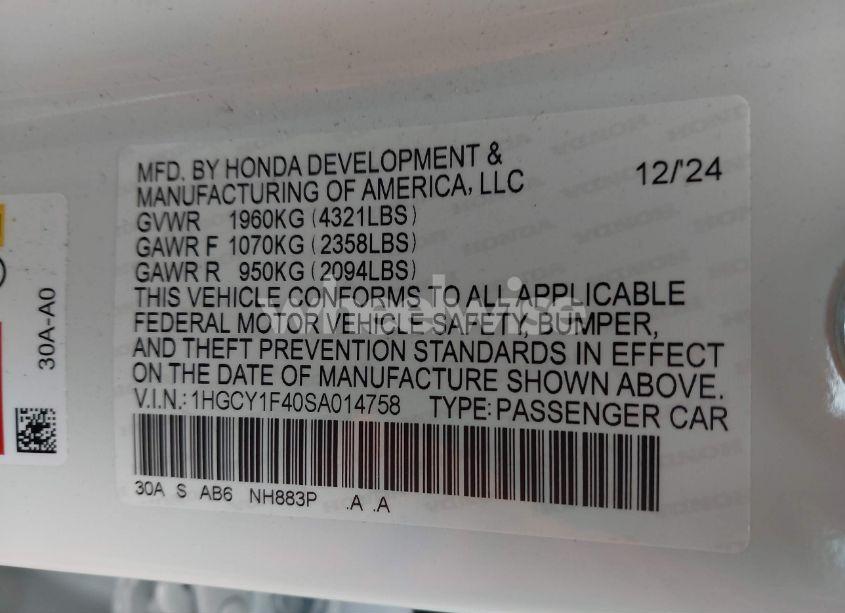 MFD. BY HONDA DEVELOPMENT &
MANUFACTURING OF AMERICA, LLC 12/'24
GVWR 1960KG (4321LBS)
GAWR F 1070KG (2358LBS)
GAWR R 950KG (2094LBS)
THIS VEHICLE CONFORMS TO ALL APPLICABLE
FEDERAL MOTOR VEHICLE SAFETY, BUMPER,
AND THEFT PREVENTION STANDARDS IN EFFECT
ON THE DATE OF MANUFACTURE SHOWN ABOVE.
V.I.N.: 1HGCY1F40SA014758 TYPE: PASSENGER CAR
30A S AB6 NH883P .A .A
30A-A0
HONDA